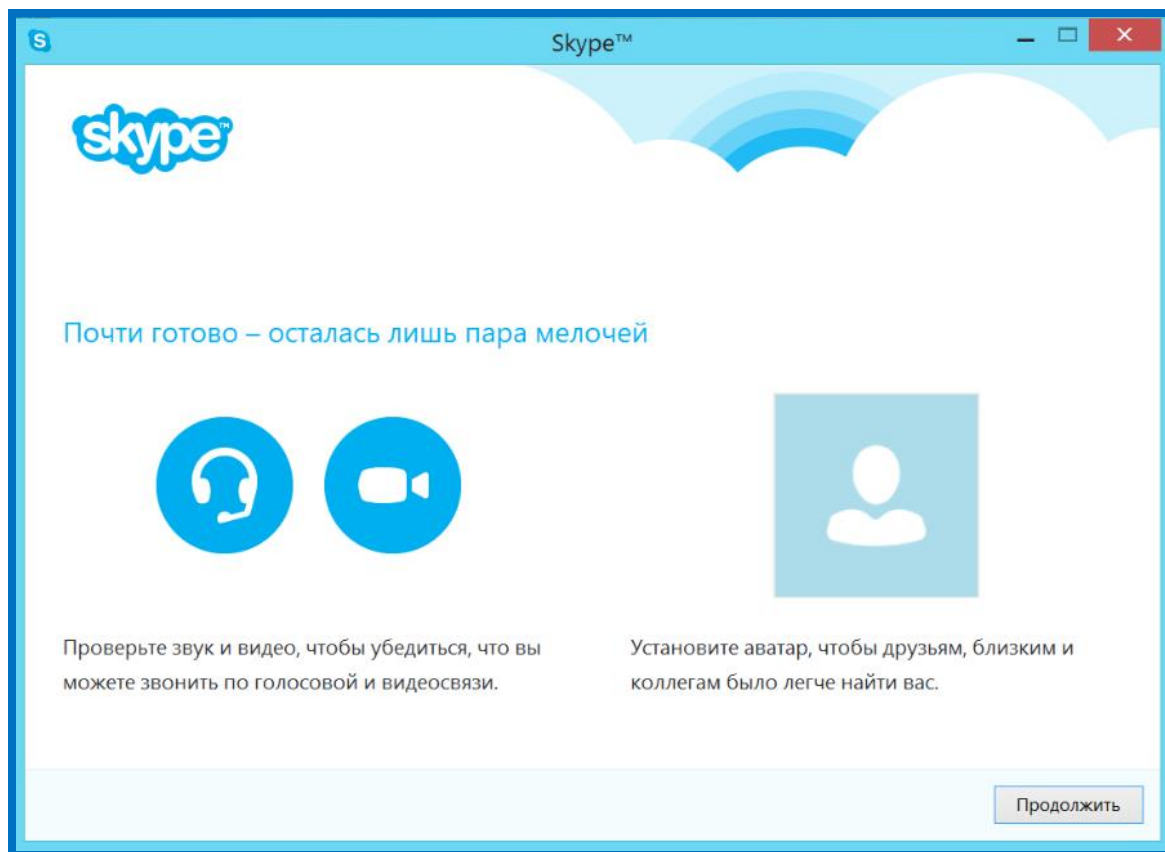 Skype™
skype™
Почти готово – осталась лишь пара мелочей
Проверьте звук и видео, чтобы убедиться, что вы
можете звонить по голосовой и видеосвязи.
Установите аватар, чтобы друзьям, близким и
коллегам было легче найти вас.
Продолжить